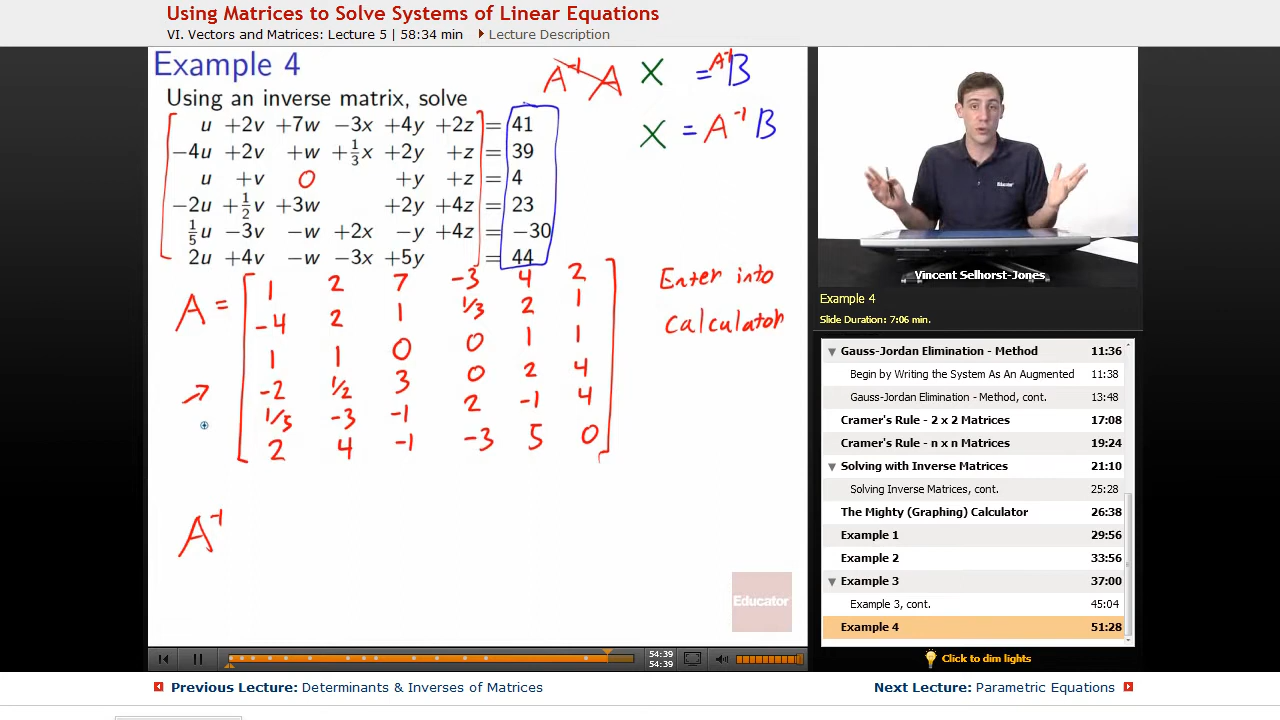 Using Matrices to Solve Systems of Linear Equations
VI. Vectors and Matrices: Lecture 5 | 58:34 min
Lecture Description
Example 4
Using an inverse matrix, solve
u +2v +7w −3x +4y +2z = 41
−4u +2v +w +1/3x +2y +z = 39
u +v 0 +y +z = 4
−2u +1/2v +3w +2y +4z = 23
1/5u −3v −w +2x −y +4z = −30
2u +4v −w −3x +5y = 44
A⁻¹ A X = A⁻¹B
X = A⁻¹ B
A =
1 2 7 -3 4 2
-4 2 1 1/3 2 1
1 1 0 0 1 1
-2 1/2 3 0 2 4
1/5 -3 -1 2 -1 4
2 4 -1 -3 5 0
Enter into
Calculator
A⁻¹
Educator
Educator
Vincent Selhorst-Jones
Example 4
Slide Duration: 7:06 min.
Gauss-Jordan Elimination - Method 11:36
Begin by Writing the System As An Augmented 11:38
Gauss-Jordan Elimination - Method, cont. 13:48
Cramer's Rule - 2 x 2 Matrices 17:08
Cramer's Rule - n x n Matrices 19:24
Solving with Inverse Matrices 21:10
Solving Inverse Matrices, cont. 25:28
The Mighty (Graphing) Calculator 26:38
Example 1 29:56
Example 2 33:56
Example 3 37:00
Example 3, cont. 45:04
Example 4 51:28
54:39
54:39
Click to dim lights
Previous Lecture: Determinants & Inverses of Matrices
Next Lecture: Parametric Equations